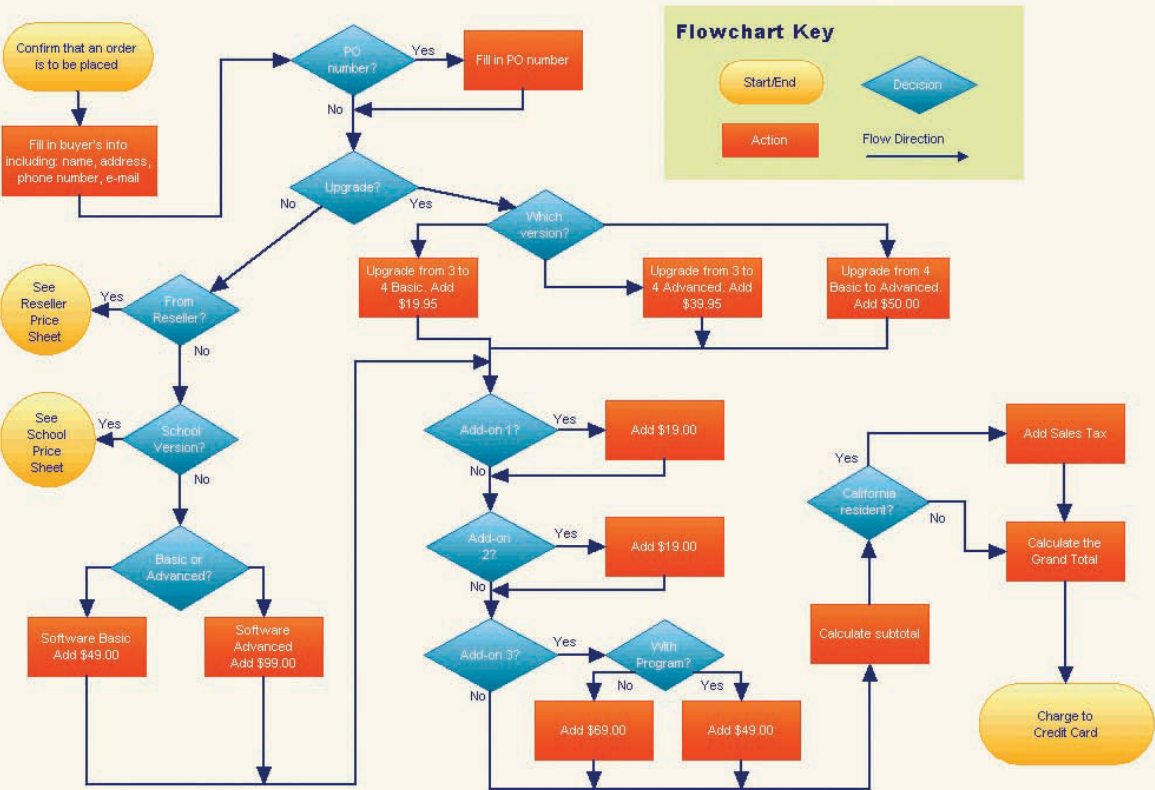 Confirm that an order
is to be placed
Fill in buyer's info
including: name, address,
phone number, e-mail
PO
number?
Yes
Fill in PO number
No
Flowchart Key
Start/End
Decision
Action
Flow Direction
Upgrade?
No
Yes
Which
version?
Upgrade from 3 to
4 Basic. Add
$19.95
Upgrade from 3 to
4 Advanced. Add
$39.95
Upgrade from 4
Basic to Advanced.
Add $50.00
See
Reseller
Price
Sheet
Yes
From
Reseller?
No
See
School
Price
Sheet
Yes
School
Version?
No
Basic or
Advanced?
Software Basic
Add $49.00
Software
Advanced
Add $99.00
Add-on 1?
Yes
Add $19.00
No
Add-on
2?
Yes
Add $19.00
No
Add-on 3?
Yes
With
Program?
No
No
Yes
Add $69.00
Add $49.00
Calculate subtotal
California
resident?
Yes
No
Add Sales Tax
Calculate the
Grand Total
Charge to
Credit Card